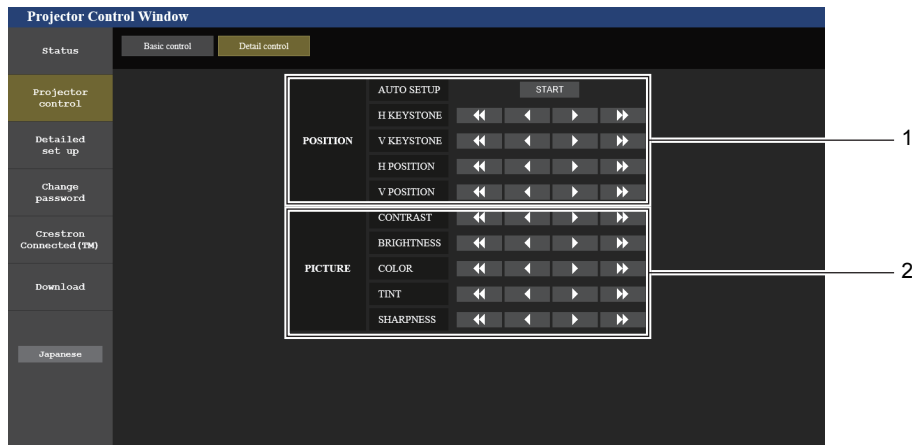 Projector Control Window
Status
Basic control
Detail control
Projector
control
Detailed
set up
Change
password
Crestron
Connected(TM)
Download
Japanese
POSITION
AUTO SETUP
START
H KEYSTONE
V KEYSTONE
H POSITION
V POSITION
1
PICTURE
CONTRAST
BRIGHTNESS
COLOR
TINT
SHARPNESS
2